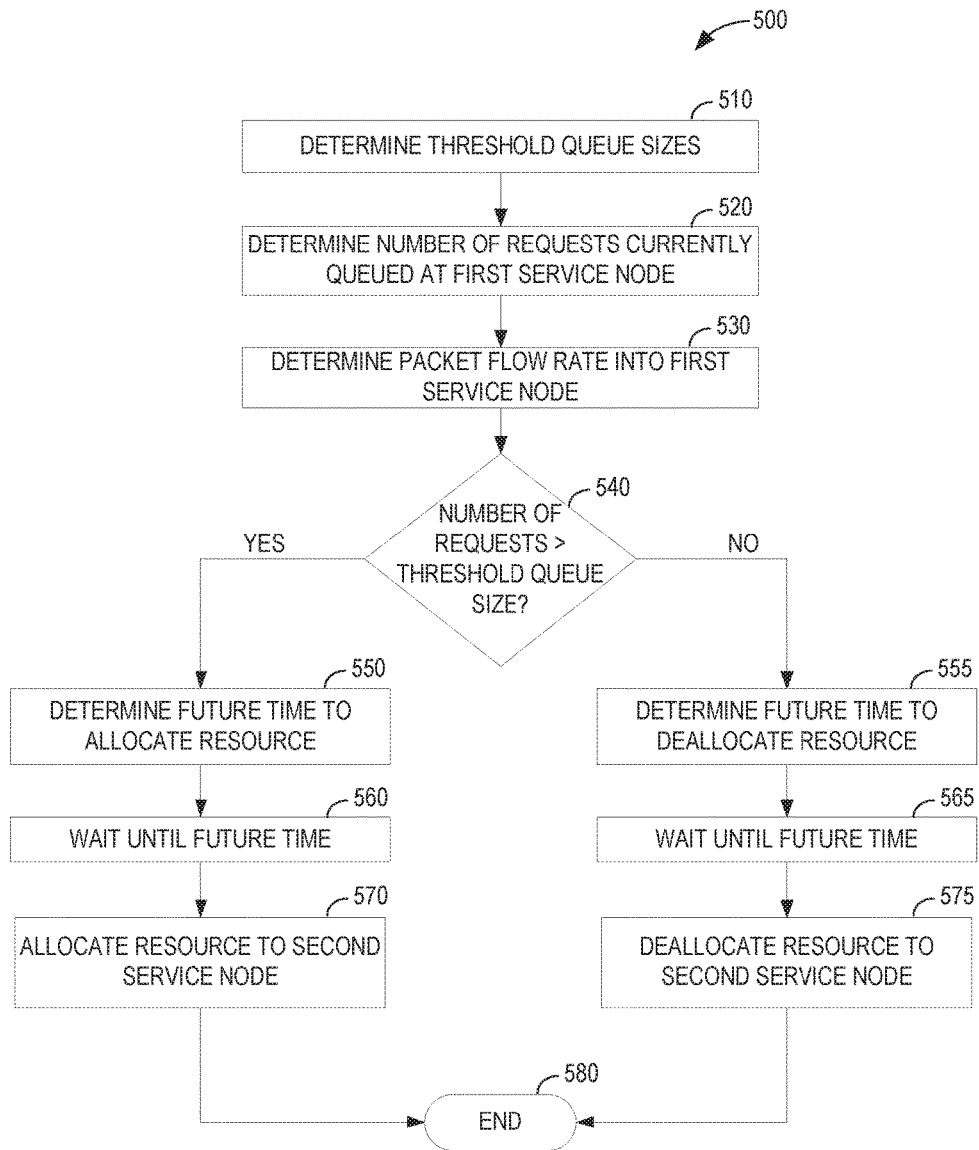 500
510
DETERMINE THRESHOLD QUEUE SIZES
520
DETERMINE NUMBER OF REQUESTS CURRENTLY
QUEUED AT FIRST SERVICE NODE
530
DETERMINE PACKET FLOW RATE INTO FIRST
SERVICE NODE
540
NUMBER OF
REQUESTS >
THRESHOLD QUEUE
SIZE?
YES
NO
550
DETERMINE FUTURE TIME TO
ALLOCATE RESOURCE
555
DETERMINE FUTURE TIME TO
DEALLOCATE RESOURCE
560
WAIT UNTIL FUTURE TIME
565
WAIT UNTIL FUTURE TIME
570
ALLOCATE RESOURCE TO SECOND
SERVICE NODE
575
DEALLOCATE RESOURCE TO
SECOND SERVICE NODE
580
END